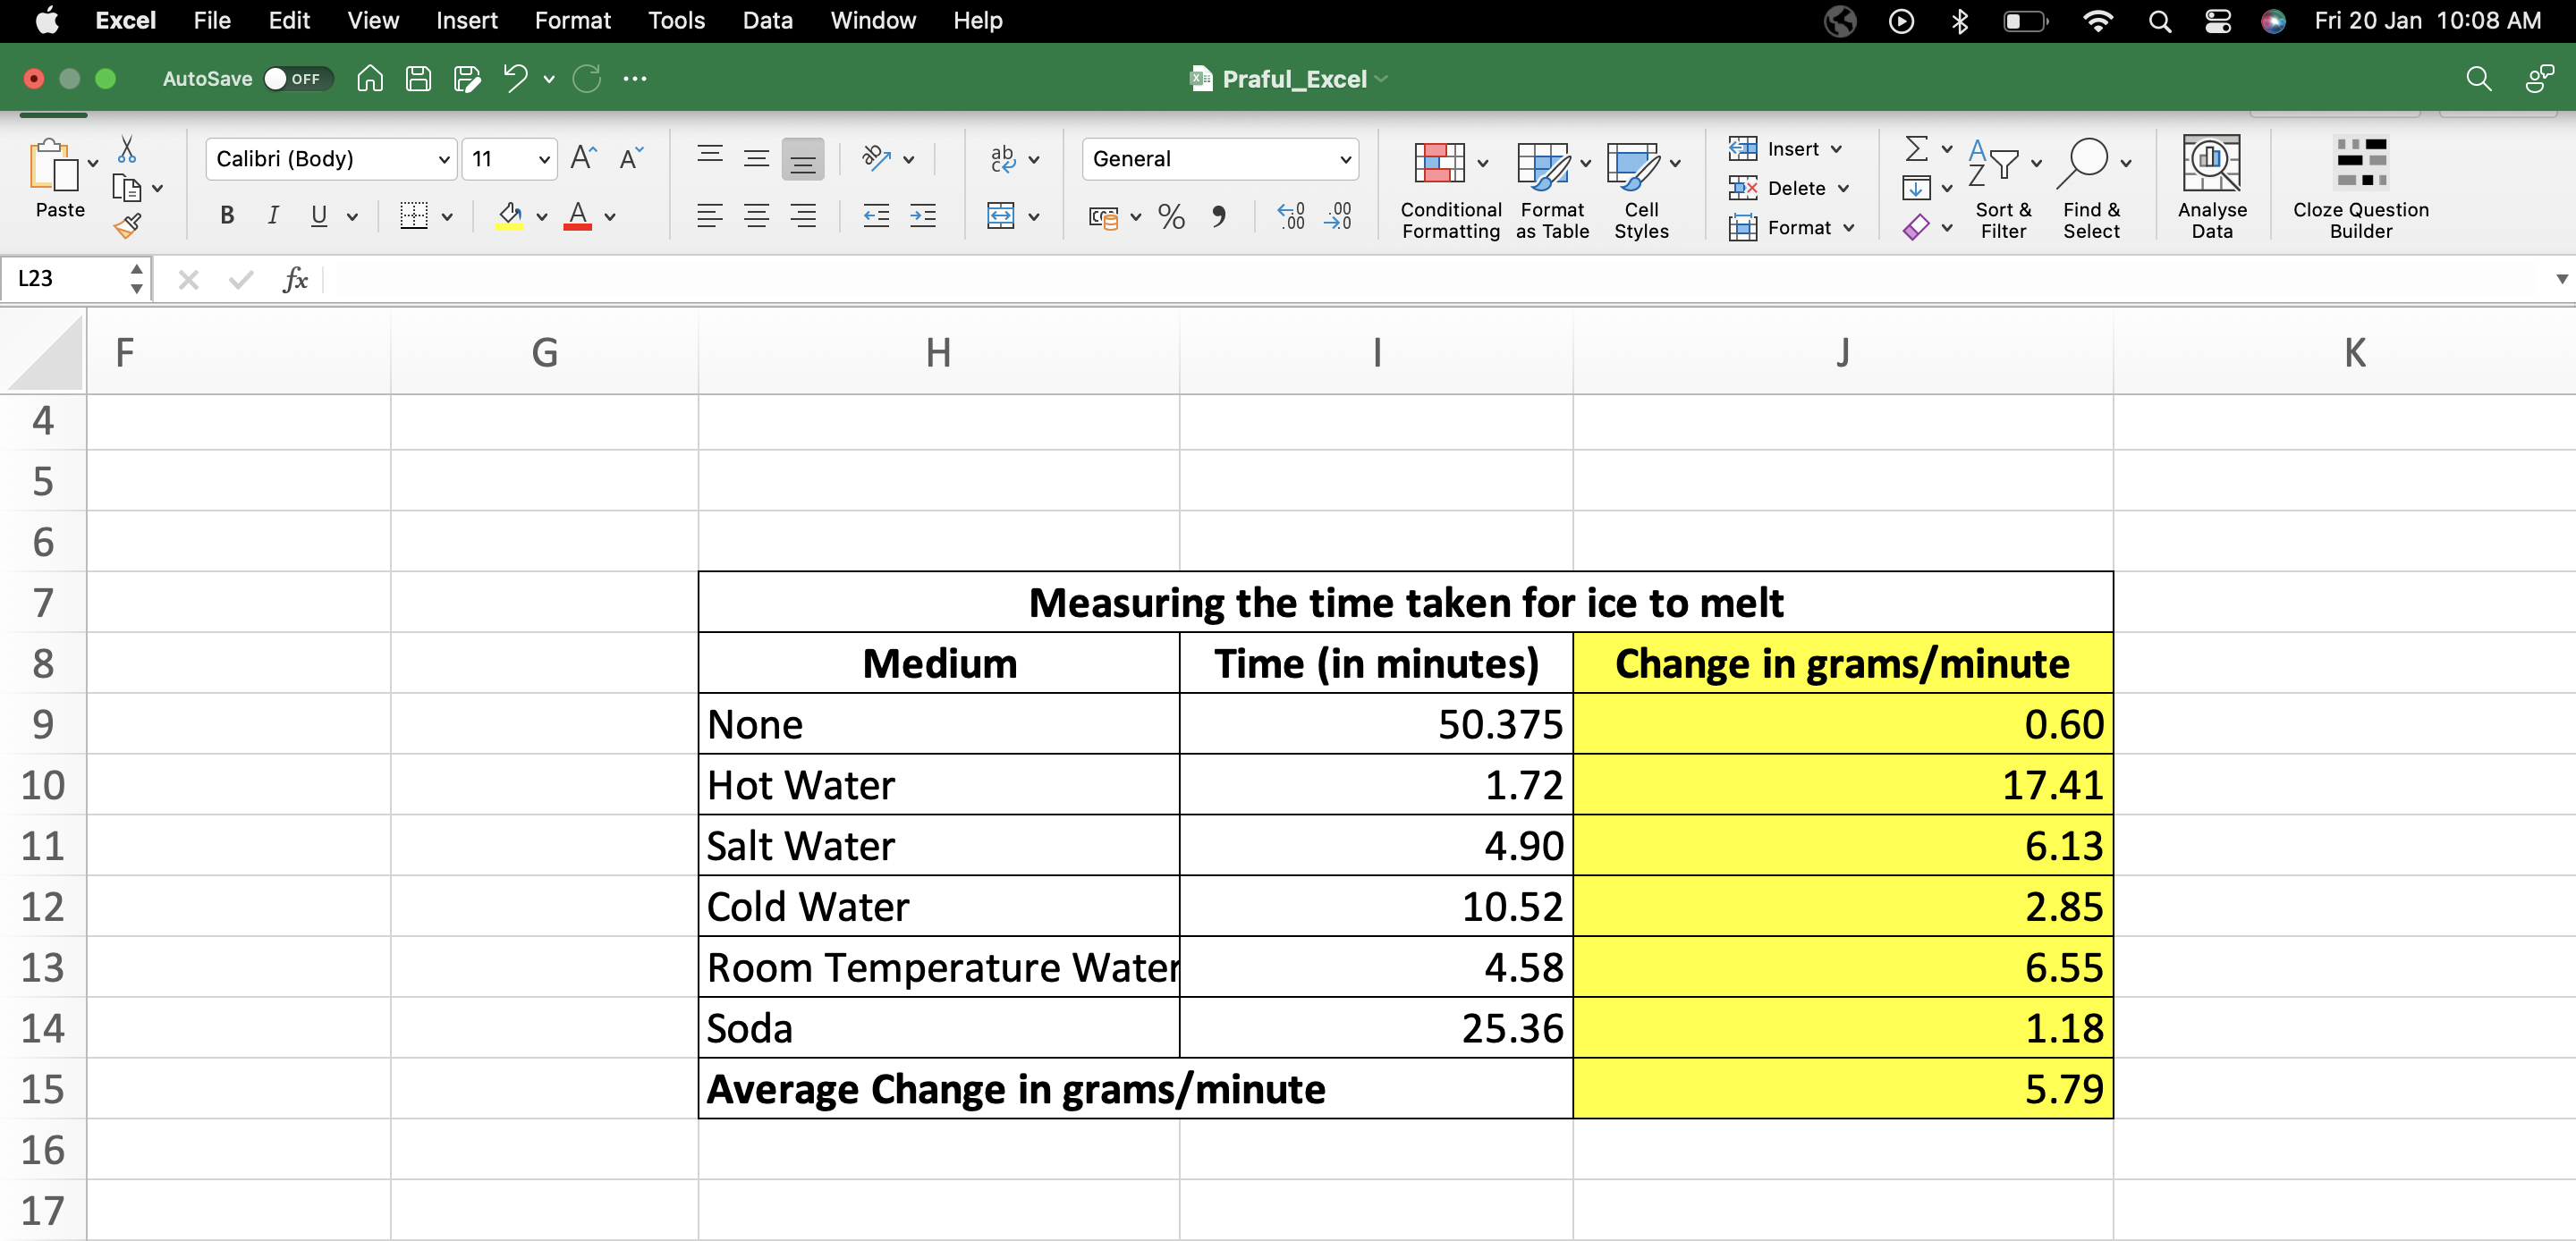 Excel File Edit View Insert Format Tools Data Window Help Fri 20 Jan 10:08 AM
AutoSave OFF Praful_Excel
Paste
Calibri (Body) 11
B I U A
ab
General
%
Conditional Formatting
Format as Table
Cell Styles
Insert
Delete
Format
Sort & Filter
Find & Select
Analyse Data
Cloze Question Builder
L23 fx
F G H I J K
4
5
6
7 Measuring the time taken for ice to melt
8 Medium Time (in minutes) Change in grams/minute
9 None 50.375 0.60
10 Hot Water 1.72 17.41
11 Salt Water 4.90 6.13
12 Cold Water 10.52 2.85
13 Room Temperature Water 4.58 6.55
14 Soda 25.36 1.18
15 Average Change in grams/minute 5.79
16
17